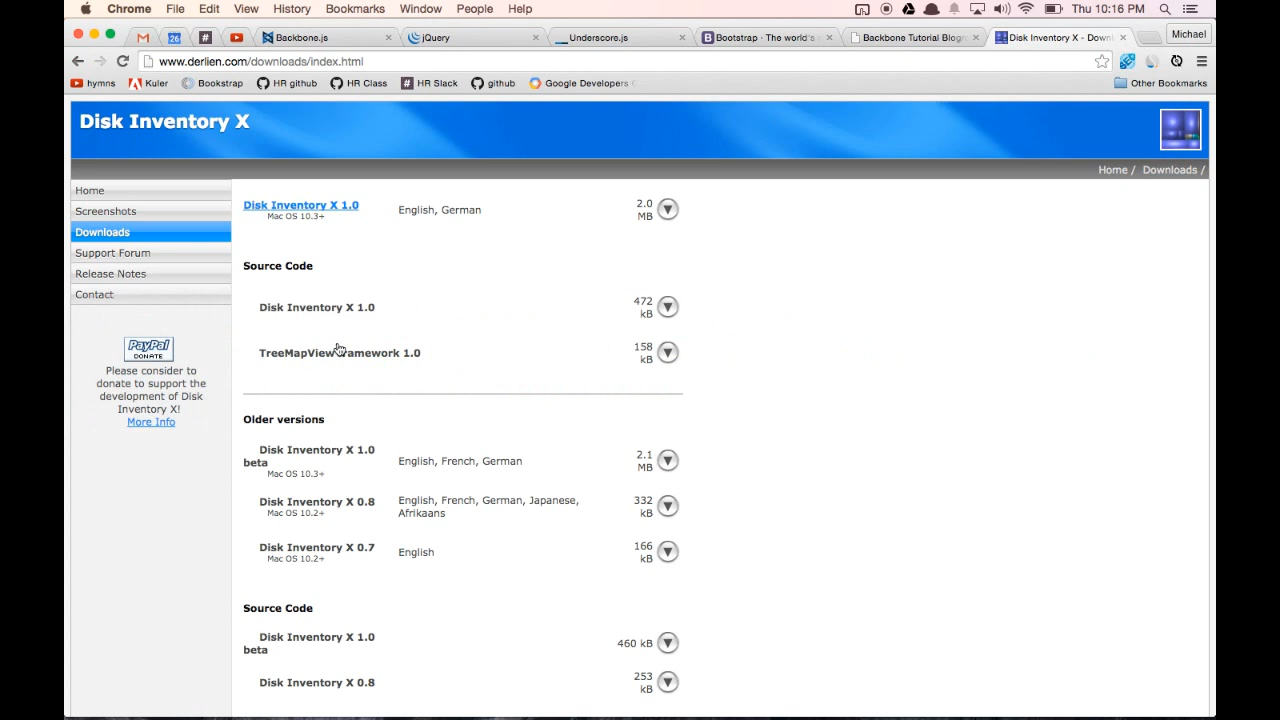 Chrome File Edit View History Bookmarks Window People Help Thu 10:16 PM
26 # Backbone.js jQuery Underscore.js Bootstrap · The world's Backbone Tutorial Blogr Disk Inventory X - Downl Michael
www.derlien.com/downloads/index.html
hymns Kuler Bookstrap HR github HR Class # HR Slack github Google Developers Other Bookmarks
Disk Inventory X
Home / Downloads /
Home
Screenshots
Downloads
Support Forum
Release Notes
Contact
PayPal
DONATE
Please consider to
donate to support the
development of Disk
Inventory X!
More Info
Disk Inventory X 1.0
Mac OS 10.3+
English, German
2.0
MB
Source Code
Disk Inventory X 1.0
472
kB
TreeMapView Framework 1.0
158
kB
Older versions
Disk Inventory X 1.0
beta
Mac OS 10.3+
English, French, German
2.1
MB
Disk Inventory X 0.8
Mac OS 10.2+
English, French, German, Japanese,
Afrikaans
332
kB
Disk Inventory X 0.7
Mac OS 10.2+
English
166
kB
Source Code
Disk Inventory X 1.0
beta
460 kB
Disk Inventory X 0.8
253
kB